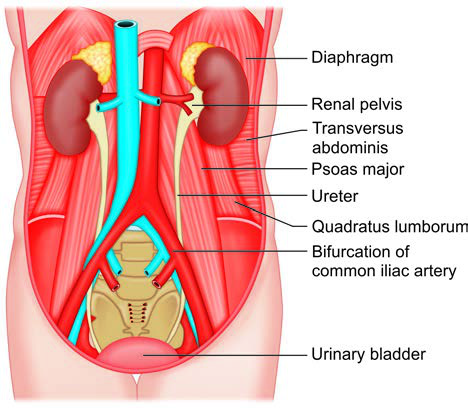 Diaphragm
Renal pelvis
Transversus
abdominis
Psoas major
Ureter
Quadratus lumborum
Bifurcation of
common iliac artery
Urinary bladder